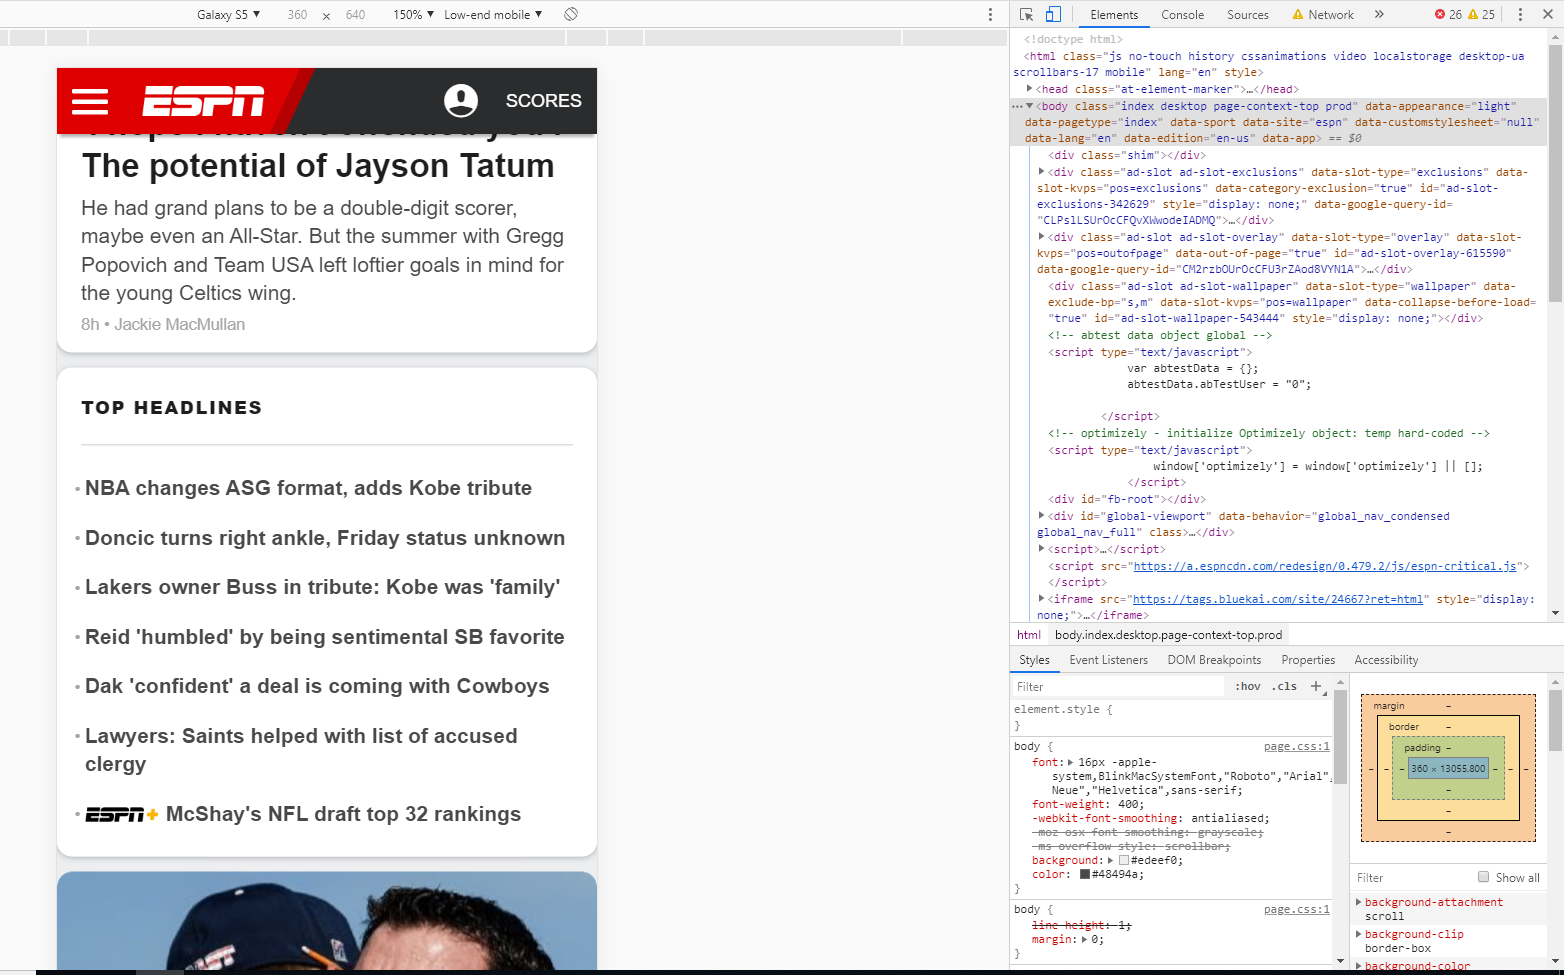 Galaxy S5 ▼ 360 x 640 150% ▼ Low-end mobile ▼
ESPN
SCORES
The potential of Jayson Tatum
He had grand plans to be a double-digit scorer,
maybe even an All-Star. But the summer with Gregg
Popovich and Team USA left loftier goals in mind for
the young Celtics wing.
8h • Jackie MacMullan
TOP HEADLINES
NBA changes ASG format, adds Kobe tribute
Doncic turns right ankle, Friday status unknown
Lakers owner Buss in tribute: Kobe was 'family'
Reid 'humbled' by being sentimental SB favorite
Dak 'confident' a deal is coming with Cowboys
Lawyers: Saints helped with list of accused
clergy
ESPN+ McShay's NFL draft top 32 rankings
Elements Console Sources Network » 26 25
<!doctype html>
<html class="js no-touch history cssanimations video localstorage desktop-ua
scrollbars-17 mobile" lang="en" style>
<head class="at-element-marker">…</head>
<body class="index desktop page-context-top prod" data-appearance="light"
data-pagetype="index" data-sport data-site="espn" data-customstylesheet="null"
data-lang="en" data-edition="en-us" data-app> == $0
<div class="shim"></div>
<div class="ad-slot ad-slot-exclusions" data-slot-type="exclusions" data-
slot-kvps="pos=exclusions" data-category-exclusion="true" id="ad-slot-
exclusions-342629" style="display: none;" data-google-query-id=
"CLPslLSUrOcCFQvXWwodeIADMQ">…</div>
<div class="ad-slot ad-slot-overlay" data-slot-type="overlay" data-slot-
kvps="pos=outofpage" data-out-of-page="true" id="ad-slot-overlay-615590"
data-google-query-id="CM2rzbOUrOcCFU3rZAod8VYN1A">…</div>
<div class="ad-slot ad-slot-wallpaper" data-slot-type="wallpaper" data-
exclude-bp="s,m" data-slot-kvps="pos=wallpaper" data-collapse-before-load=
"true" id="ad-slot-wallpaper-543444" style="display: none;"></div>
<!-- abtest data object global -->
<script type="text/javascript">
var abtestData = {};
abtestData.abTestUser = "0";
</script>
<!-- optimizely - initialize Optimizely object: temp hard-coded -->
<script type="text/javascript">
window['optimizely'] = window['optimizely'] || [];
</script>
<div id="fb-root"></div>
<div id="global-viewport" data-behavior="global_nav_condensed
global_nav_full" class>…</div>
<script>…</script>
<script src="https://a.espncdn.com/redesign/0.479.2/js/espn-critical.js">
</script>
<iframe src="https://tags.bluekai.com/site/24667?ret=html" style="display:
none;">…</iframe>
html body.index.desktop.page-context-top.prod
Styles Event Listeners DOM Breakpoints Properties Accessibility
Filter :hov .cls +
element.style {
}
body { page.css:1
font: 16px -apple-
system,BlinkMacSystemFont,"Roboto","Arial",
Neue","Helvetica",sans-serif;
font-weight: 400;
-webkit-font-smoothing: antialiased;
-moz-osx-font-smoothing: grayscale;
-ms-overflow-style: scrollbar;
background: #edeef0;
color: #48494a;
}
body { page.css:1
line-height: 1;
margin: 0;
}
margin –
border –
padding –
– – – 360 × 13055.800 – – –
–
–
–
Filter Show all
background-attachment
scroll
background-clip
border-box
background-color